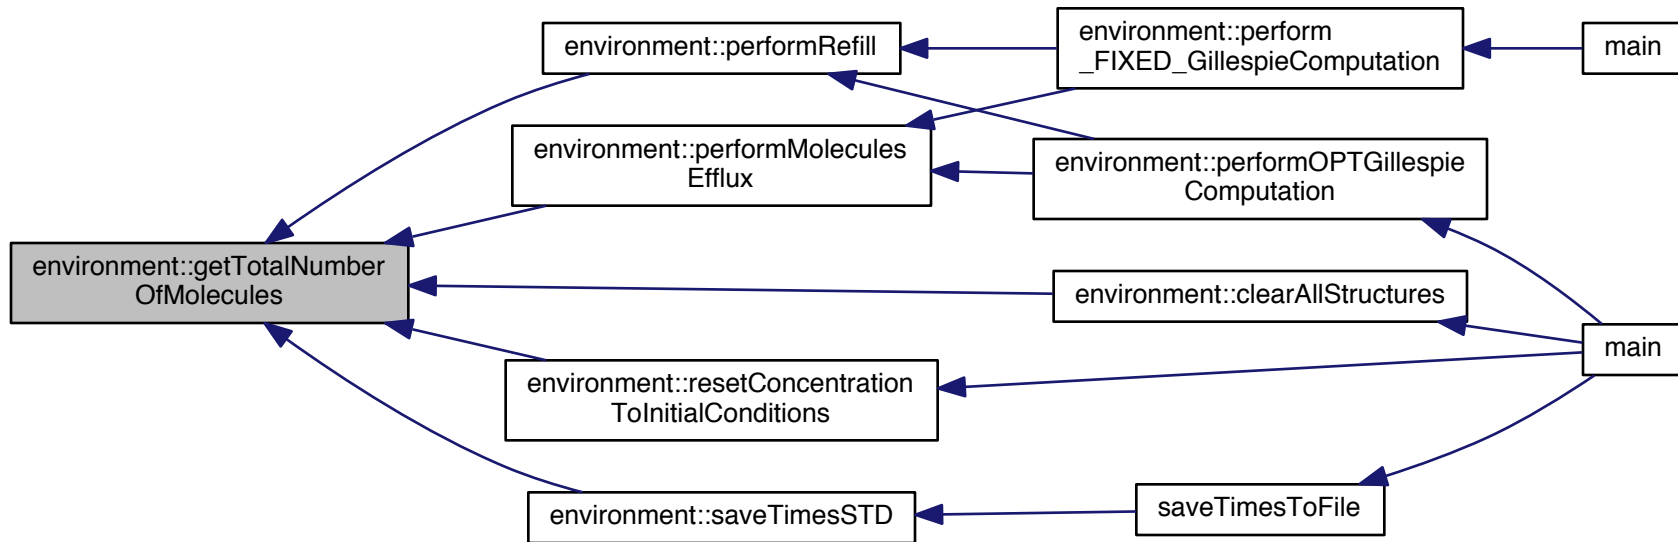 environment::getTotalNumber
OfMolecules
environment::performRefill
environment::performMolecules
Efflux
environment::clearAllStructures
environment::resetConcentration
ToInitialConditions
environment::saveTimesSTD
environment::perform
_FIXED_GillespieComputation
environment::performOPTGillespie
Computation
saveTimesToFile
main
main